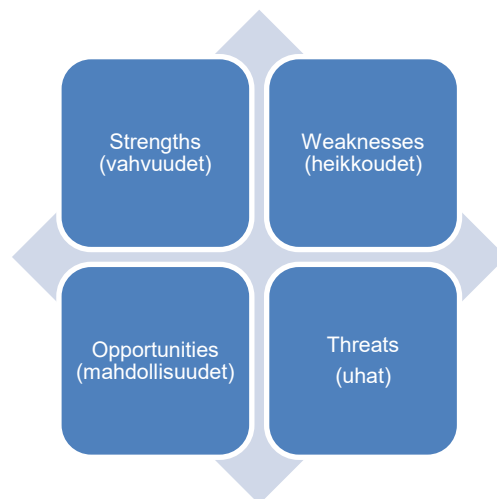 Strengths
(vahvuudet)
Weaknesses
(heikkoudet)
Opportunities
(mahdollisuudet)
Threats
(uhat)